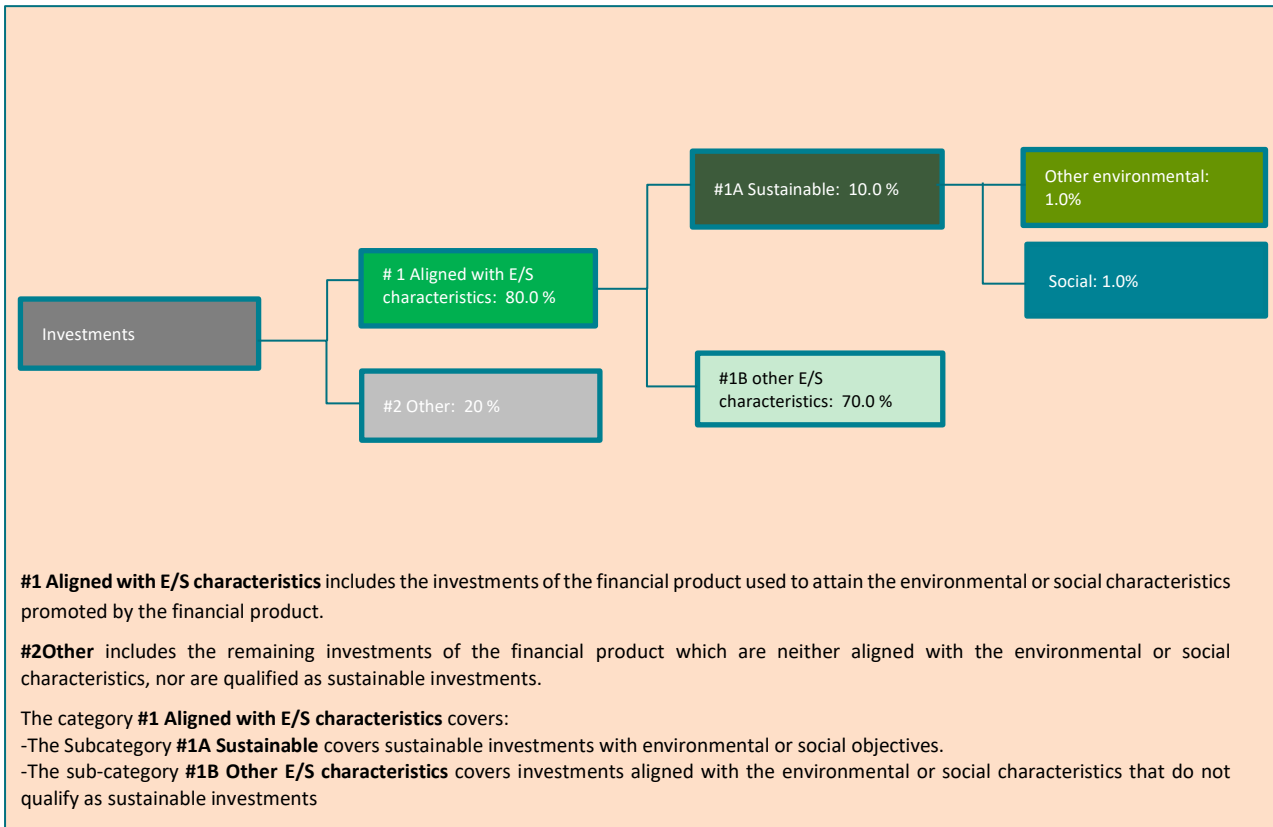 #1A Sustainable: 10.0 %
Other environmental:
1.0%
# 1 Aligned with E/S
characteristics: 80.0 %
Social: 1.0%
Investments
#1B other E/S
characteristics: 70.0 %
#2 Other: 20 %
#1 Aligned with E/S characteristics includes the investments of the financial product used to attain the environmental or social characteristics
promoted by the financial product.
#2Other includes the remaining investments of the financial product which are neither aligned with the environmental or social
characteristics, nor are qualified as sustainable investments.
The category #1 Aligned with E/S characteristics covers:
-The Subcategory #1A Sustainable covers sustainable investments with environmental or social objectives.
-The sub-category #1B Other E/S characteristics covers investments aligned with the environmental or social characteristics that do not
qualify as sustainable investments